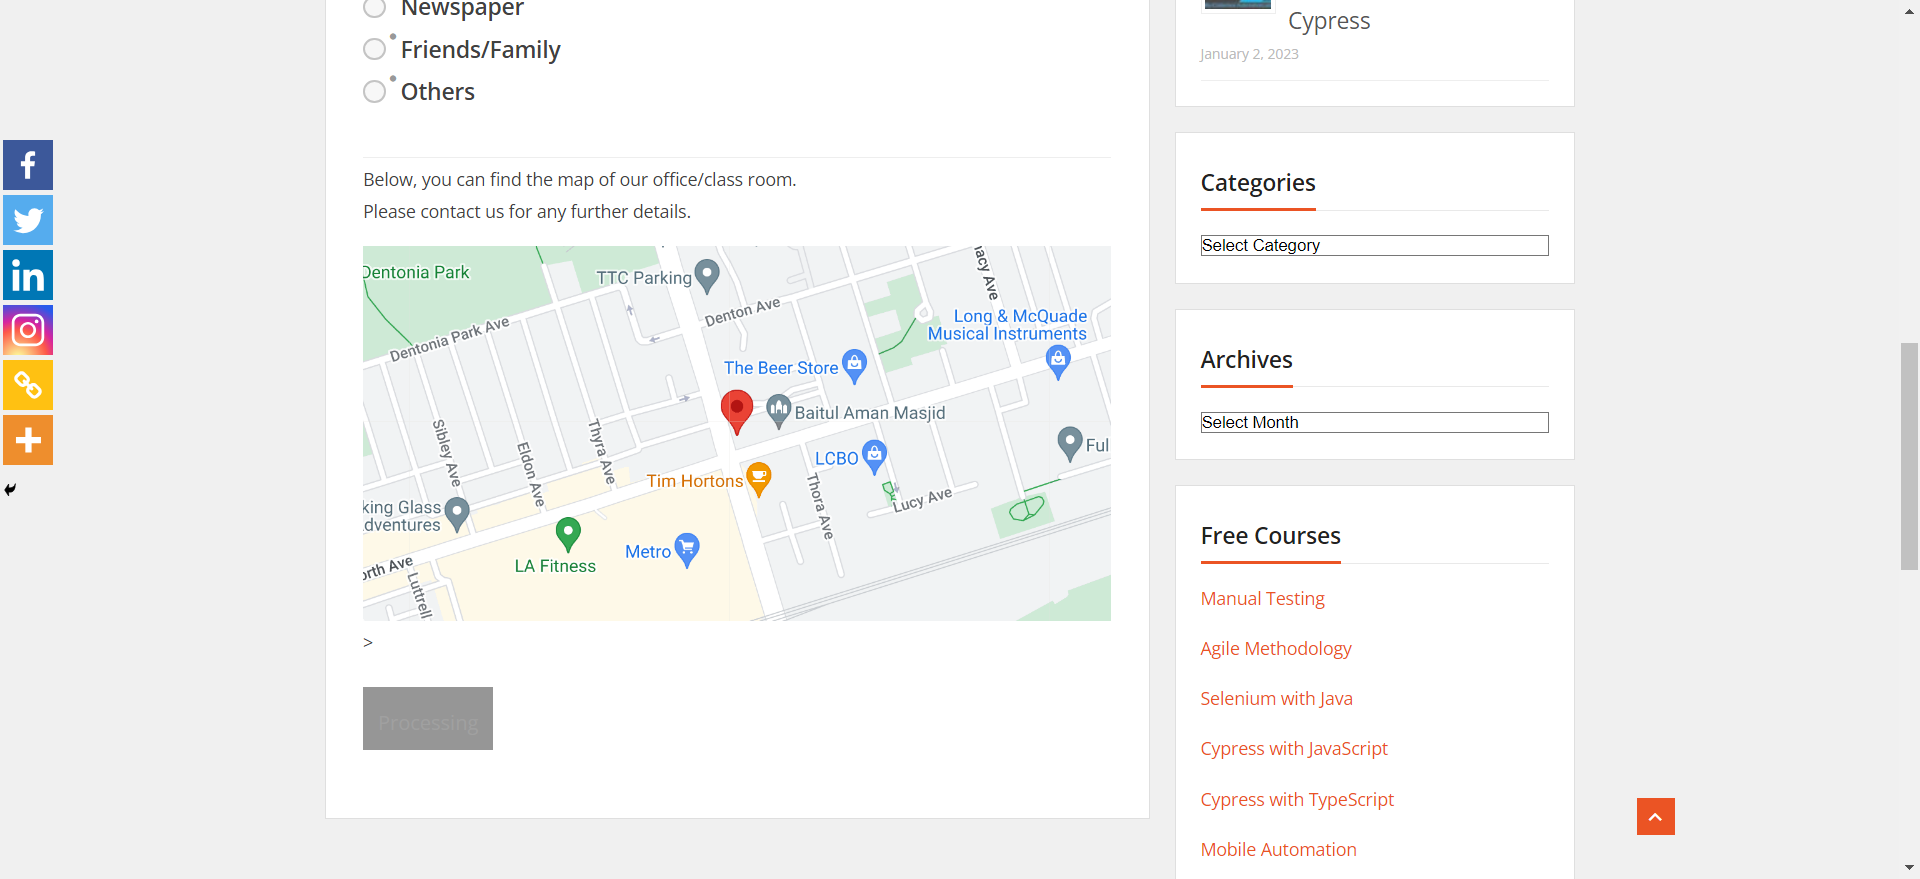 Newspaper
Friends/Family
Others
Below, you can find the map of our office/class room.
Please contact us for any further details.
Dentonia Park
TTC Parking
Denton Ave
acy Ave
Dentonia Park Ave
Long & McQuade
Musical Instruments
The Beer Store
Baitul Aman Masjid
Sibley Ave
Eldon Ave
Thyra Ave
LCBO
Ful
Tim Hortons
Thora Ave
Lucy Ave
king Glass
dventures
LA Fitness
Metro
orth Ave
Luttrell
>
Processing
Cypress
January 2, 2023
Categories
Select Category
Archives
Select Month
Free Courses
Manual Testing
Agile Methodology
Selenium with Java
Cypress with JavaScript
Cypress with TypeScript
Mobile Automation